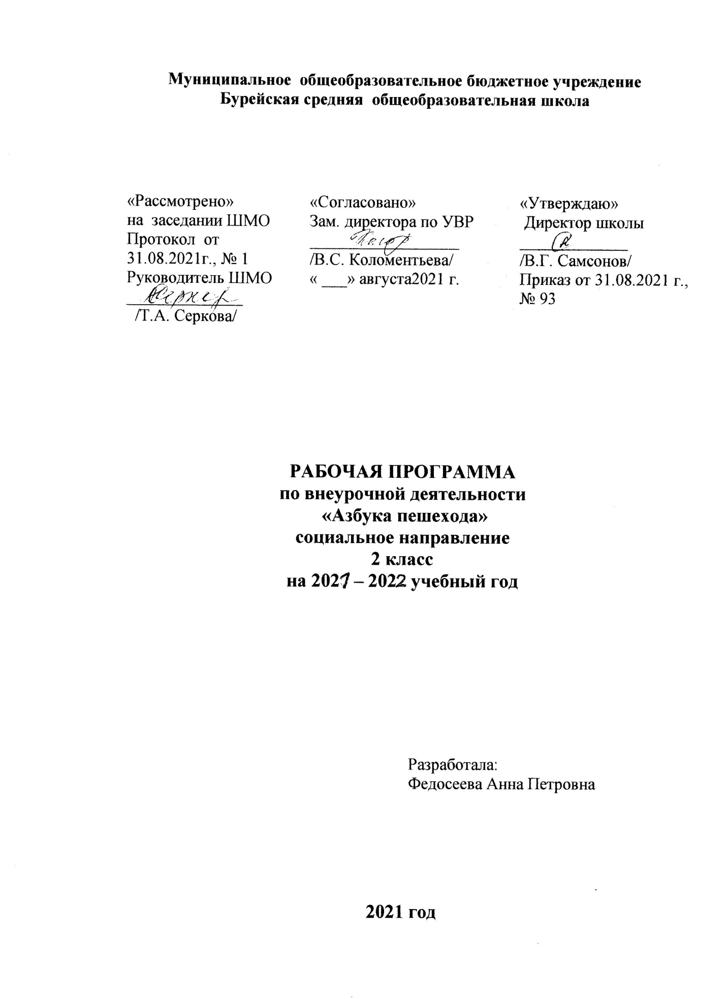 Муниципальное общеобразовательное бюджетное учреждение
Бурейская средняя общеобразовательная школа
«Рассмотрено»
на заседании ШМО
Протокол от
31.08.2021г., № 1
Руководитель ШМО
/Т.А. Серкова/
«Согласовано»
Зам. директора по УВР
/В.С. Коломентьева/
« ___» августа2021 г.
«Утверждаю»
Директор школы
/В.Г. Самсонов/
Приказ от 31.08.2021 г.,
№ 93
РАБОЧАЯ ПРОГРАММА
по внеурочной деятельности
«Азбука пешехода»
социальное направление
2 класс
на 2021 – 2022 учебный год
Разработала:
Федосеева Анна Петровна
2021 год